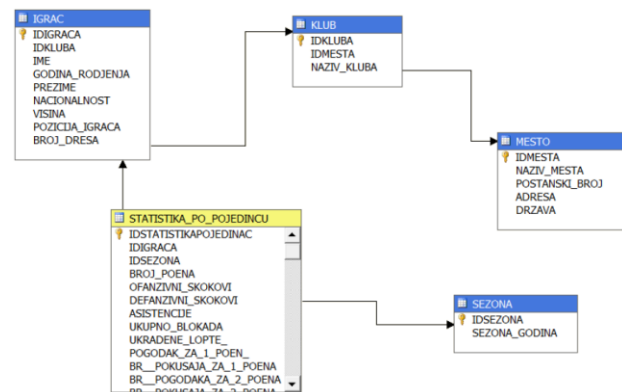 IGRAC
IDIGRACA
IDKLUBA
IME
GODINA_RODJENJA
PREZIME
NACIONALNOST
VISINA
POZICIJA_IGRACA
BROJ_DRESA
KLUB
IDKLUBA
IDMESTA
NAZIV_KLUBA
MESTO
IDMESTA
NAZIV_MESTA
POSTANSKI_BROJ
ADRESA
DRZAVA
STATISTIKA_PO_POJEDINCU
IDSTATISTIKAPOJEDINAC
IDIGRACA
IDSEZONA
BROJ_POENA
OFANZIVNI_SKOKOVI
DEFANZIVNI_SKOKOVI
ASISTENCIJE
UKUPNO_BLOKADA
UKRADENE_LOPTE_
POGODAK_ZA_1_POEN_
BR__POKUSAJA_ZA_1_POENA
BR__POGODAKA_ZA_2_POENA
BR__POKUSAJA_ZA_2_POENA
SEZONA
IDSEZONA
SEZONA_GODINA